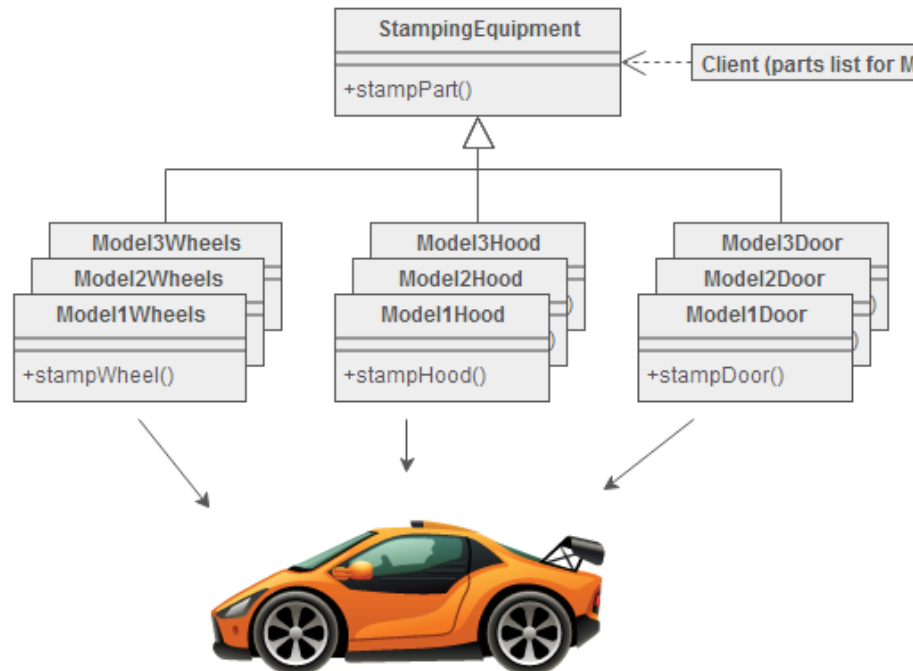 StampingEquipment
+stampPart()
Client (parts list for M
Model3Wheels
Model2Wheels
Model1Wheels
+stampWheel()
Model3Hood
Model2Hood
Model1Hood
)
)
+stampHood()
Model3Door
Model2Door
Model1Door
)
)
+stampDoor()